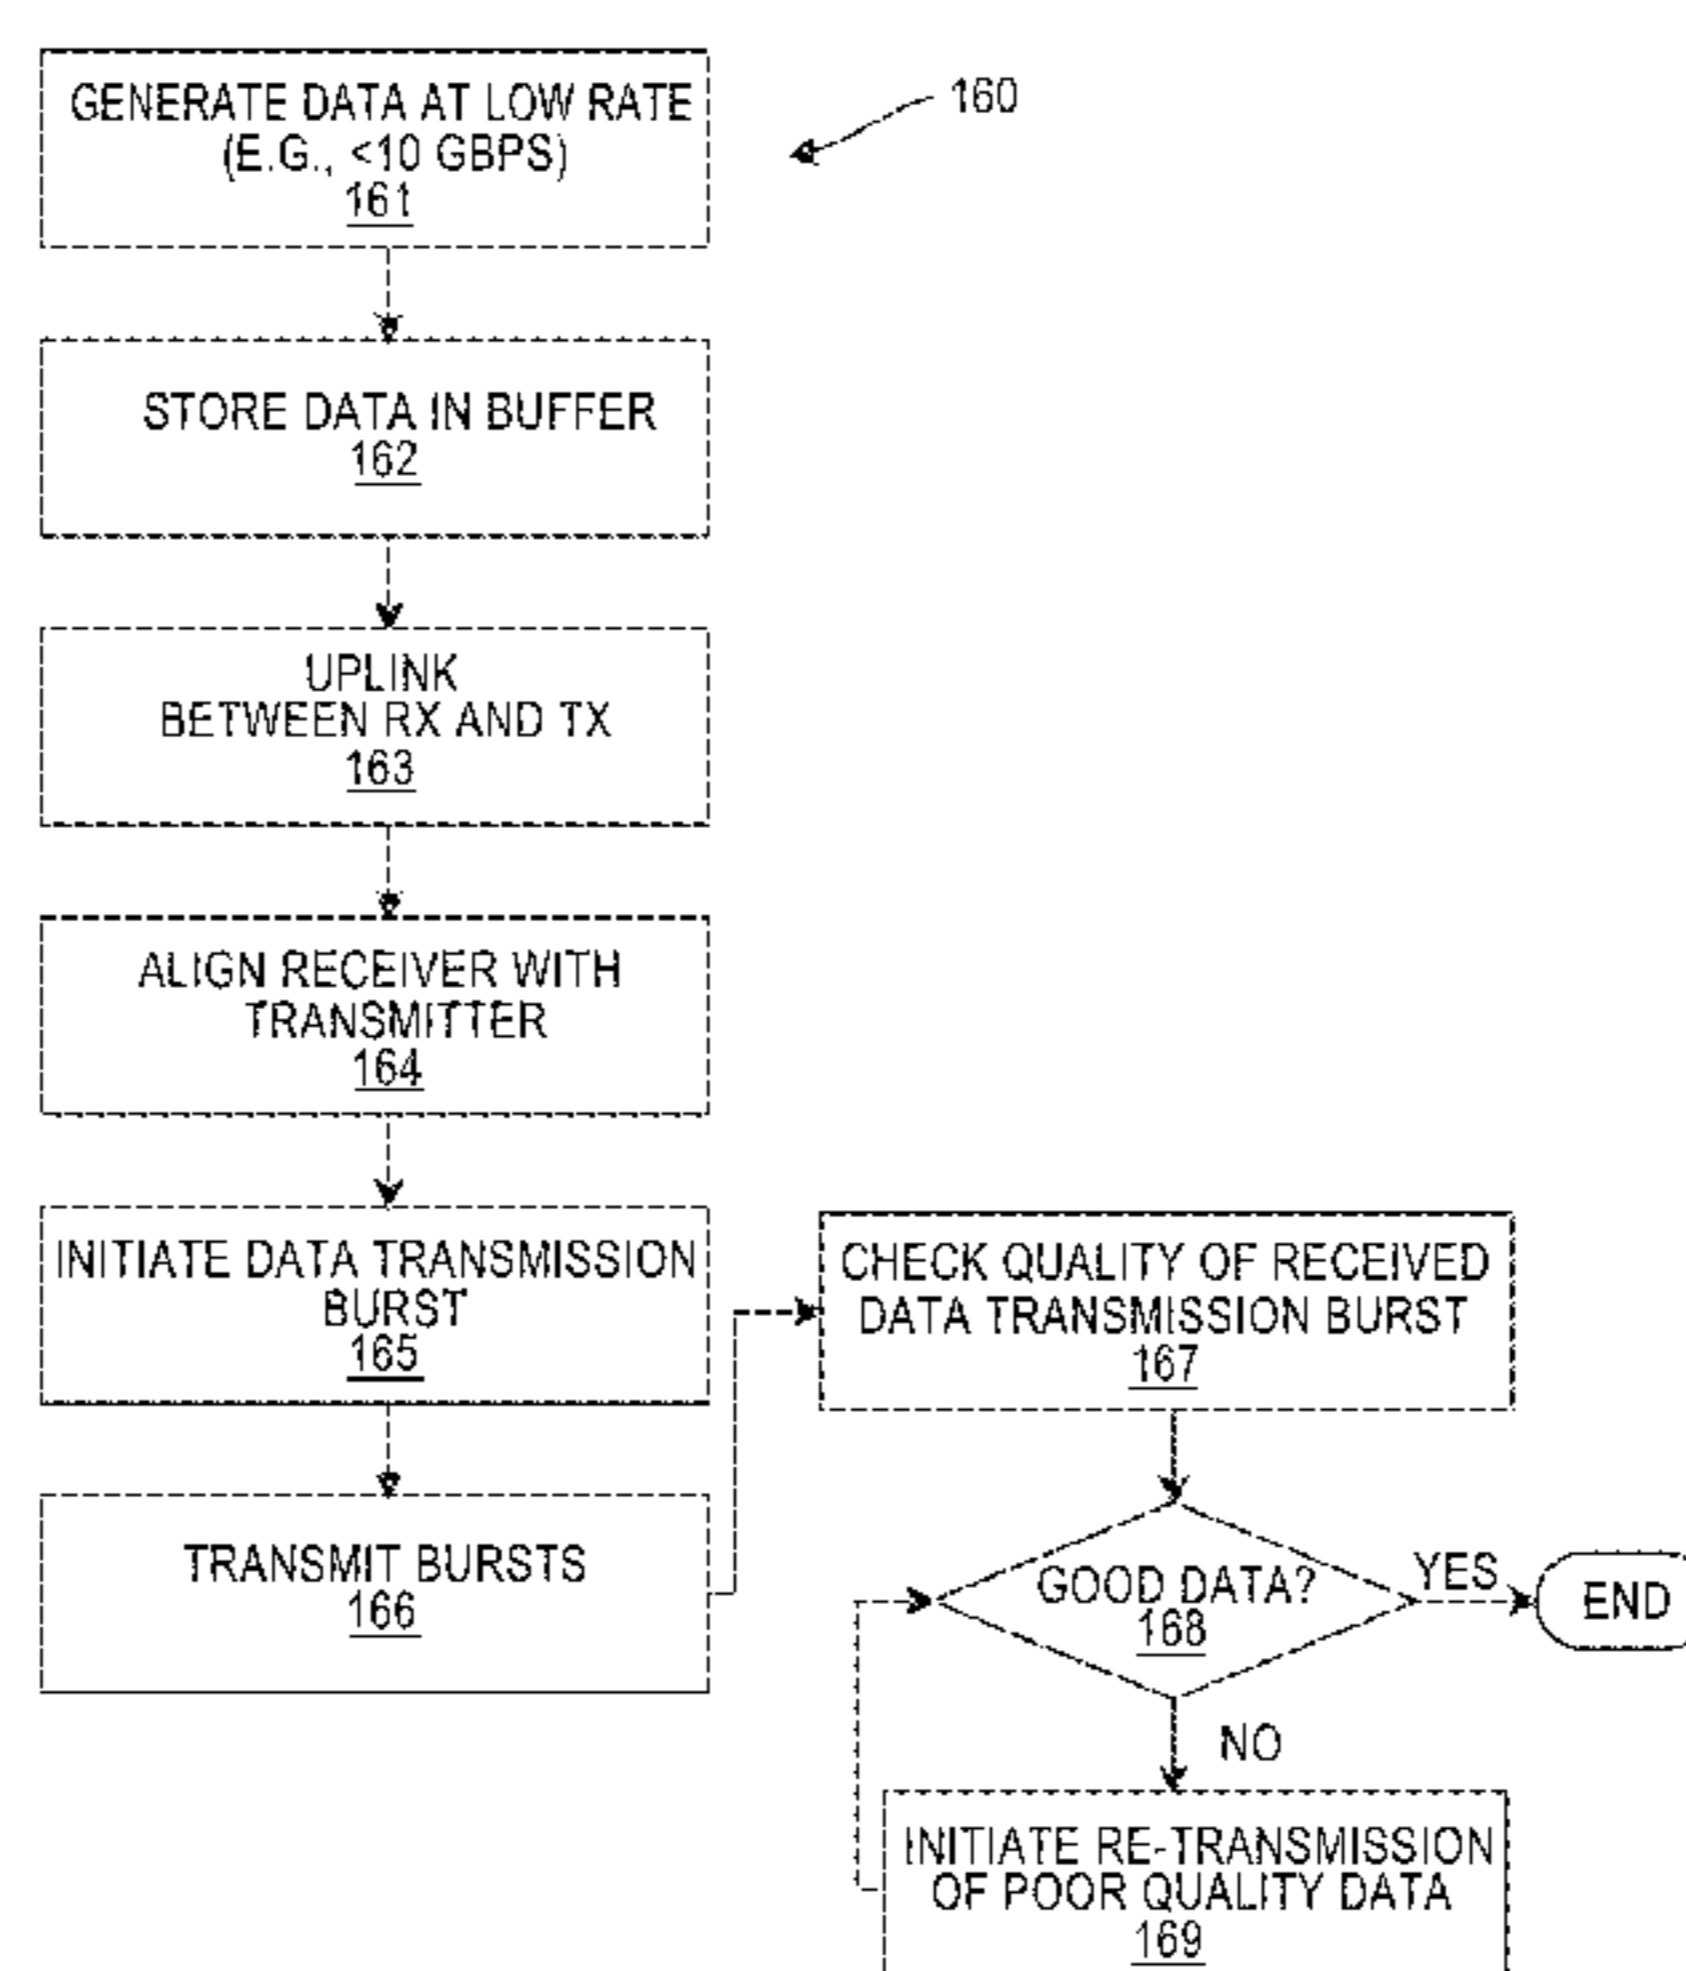 GENERATE DATA AT LOW RATE
(E.G., <10 GBPS)
161
160
STORE DATA IN BUFFER
162
UPLINK
BETWEEN RX AND TX
163
ALIGN RECEIVER WITH
TRANSMITTER
164
INITIATE DATA TRANSMISSION
BURST
165
TRANSMIT BURSTS
166
CHECK QUALITY OF RECEIVED
DATA TRANSMISSION BURST
167
GOOD DATA?
168
YES
END
NO
INITIATE RE-TRANSMISSION
OF POOR QUALITY DATA
169